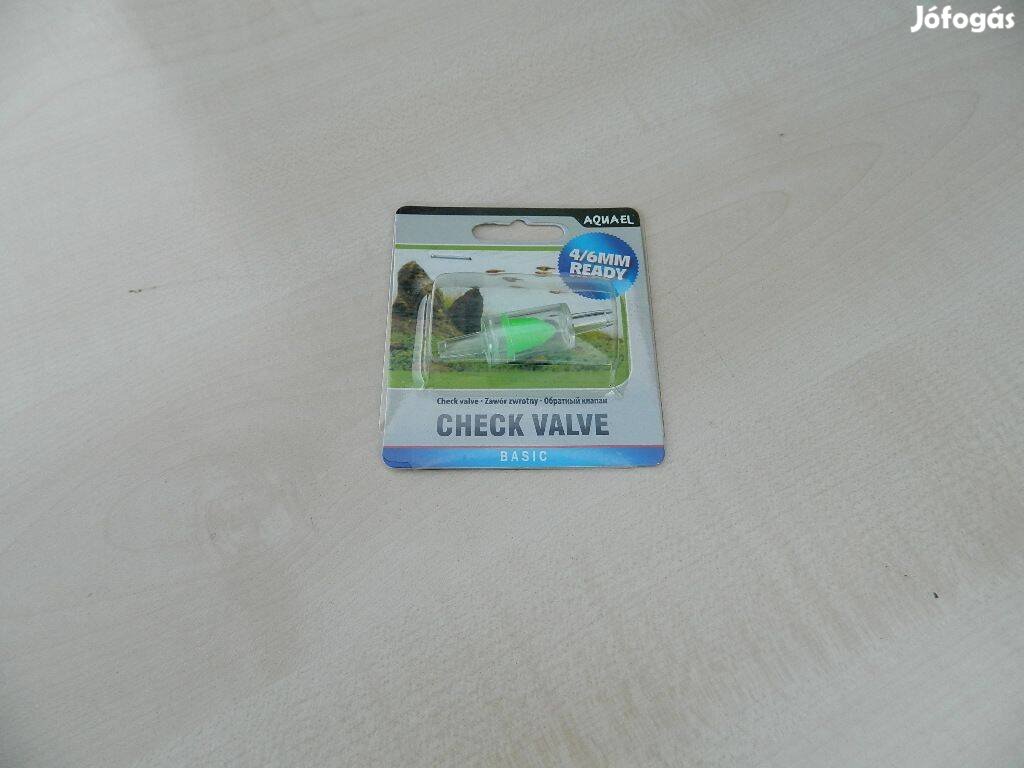 Jófogás
AQUAEL
4/6MM
READY
Check valve · Zawór zwrotny · Обратный клапан
CHECK VALVE
BASIC